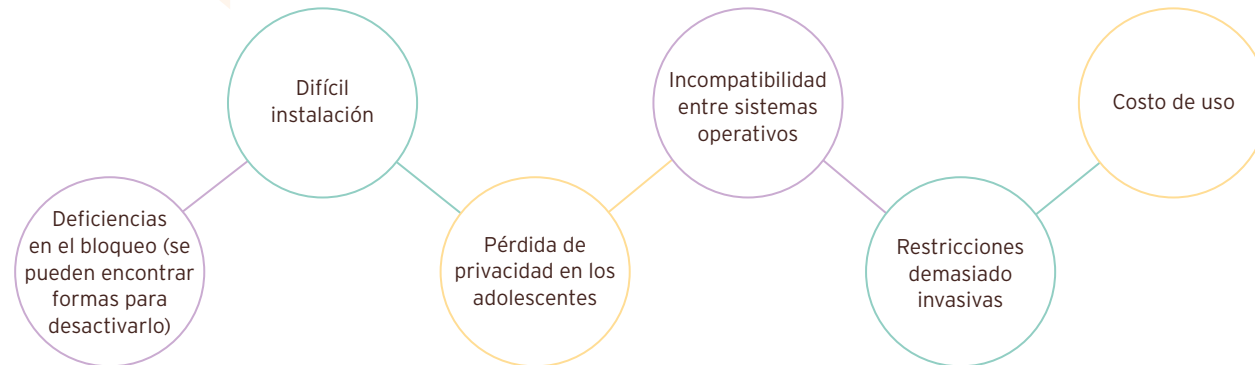 Deficiencias
en el bloqueo (se
pueden encontrar
formas para
desactivarlo)
Difícil
instalación
Pérdida de
privacidad en los
adolescentes
Incompatibilidad
entre sistemas
operativos
Restricciones
demasiado
invasivas
Costo de uso